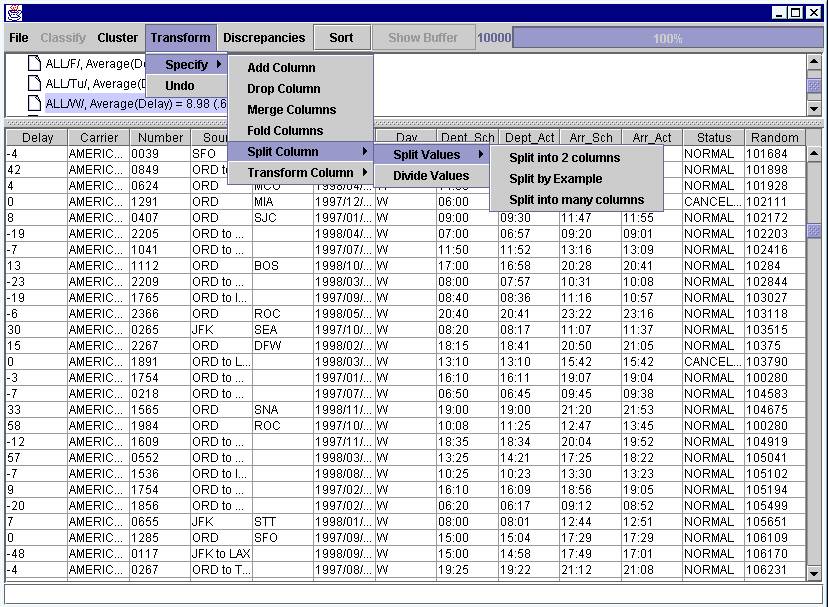 File Classify Cluster Transform Discrepancies Sort Show Buffer 10000 100%
ALL/F/, Average(De
ALL/Tu/, Average(D
ALL/W/, Average(Delay) = 8.98 (.6
Specify
Undo
Add Column
Drop Column
Merge Columns
Fold Columns
Split Column
Transform Column
Split Values
Divide Values
Split into 2 columns
Split by Example
Split into many columns
Delay Carrier Number Sou Day Dept_Sch Dept_Act Arr_Sch Arr_Act Status Random
-4 AMERIC... 0039 SFO NORMAL 101684
42 AMERIC... 0849 ORD to NORMAL 101898
4 AMERIC... 0624 ORD NORMAL 101928
0 AMERIC... 0291 ORD MIA 1997/12/... W 06:00 CANCEL... 102111
8 AMERIC... 0407 ORD SJC 1997/01/... W 09:00 09:30 11:47 11:55 NORMAL 102172
-19 AMERIC... 2205 ORD to ... 1998/04/... W 07:00 06:57 09:20 09:01 NORMAL 102203
-7 AMERIC... 1041 ORD to ... 1997/07/... W 11:50 11:52 13:16 13:09 NORMAL 102416
13 AMERIC... 1112 ORD BOS 1998/10/... W 17:00 16:58 20:28 20:41 NORMAL 10284
-23 AMERIC... 2209 ORD to ... 1998/03/... W 08:00 07:57 10:31 10:08 NORMAL 102844
-19 AMERIC... 1765 ORD to I... 1997/09/... W 08:40 08:36 11:16 10:57 NORMAL 103027
-6 AMERIC... 2366 ORD ROC 1998/05/... W 20:40 20:41 23:22 23:16 NORMAL 103118
30 AMERIC... 0265 JFK SEA 1997/10/... W 08:20 08:17 11:07 11:37 NORMAL 103515
15 AMERIC... 2267 ORD DFW 1998/02/... W 18:15 18:41 20:50 21:05 NORMAL 10375
0 AMERIC... 1891 ORD to L... 1998/03/... W 13:10 13:10 15:42 15:42 CANCEL... 103790
-3 AMERIC... 1754 ORD to ... 1997/01/... W 16:10 16:11 19:07 19:04 NORMAL 100280
-7 AMERIC... 0218 ORD to ... 1997/02/... W 06:50 06:45 09:45 09:38 NORMAL 104583
33 AMERIC... 1565 ORD SNA 1998/11/... W 19:00 19:00 21:20 21:53 NORMAL 104675
58 AMERIC... 1984 ORD ROC 1997/10/... W 10:08 11:25 12:47 13:45 NORMAL 100280
-12 AMERIC... 1609 ORD to ... 1997/11/... W 18:35 18:34 20:04 19:52 NORMAL 104919
57 AMERIC... 0552 ORD to ... 1998/03/... W 13:25 14:21 17:25 18:22 NORMAL 105041
-7 AMERIC... 1536 ORD to I... 1998/08/... W 10:25 10:23 13:30 13:23 NORMAL 105102
9 AMERIC... 1754 ORD to ... 1997/02/... W 16:10 16:09 18:56 19:05 NORMAL 105194
-20 AMERIC... 1856 ORD to ... 1997/02/... W 06:20 06:17 09:12 08:52 NORMAL 105499
7 AMERIC... 0655 JFK STT 1998/01/... W 08:00 08:01 12:44 12:51 NORMAL 105651
0 AMERIC... 1285 ORD SFO 1997/09/... W 15:00 15:04 17:29 17:29 NORMAL 106109
-48 AMERIC... 0117 JFK to LAX 1998/09/... W 15:00 14:58 17:49 17:01 NORMAL 106170
-4 AMERIC... 0267 ORD to T... 1997/08/... W 19:25 19:22 21:12 21:08 NORMAL 106231